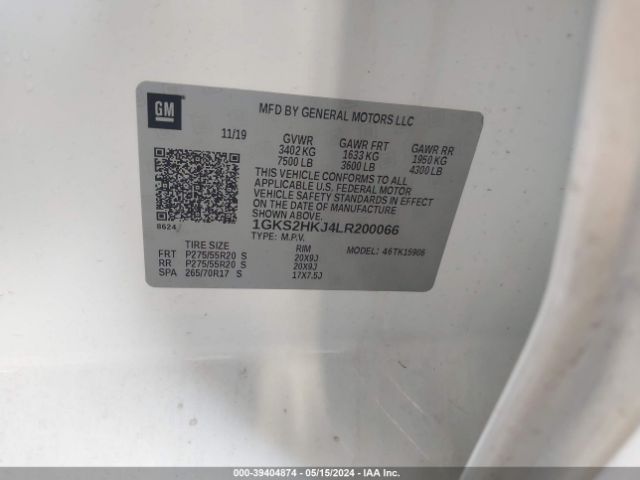 GM
MFD BY GENERAL MOTORS LLC
11/19 GVWR GAWR FRT GAWR RR
3402 KG 1633 KG 1950 KG
7500 LB 3600 LB 4300 LB
THIS VEHICLE CONFORMS TO ALL
APPLICABLE U.S. FEDERAL MOTOR
VEHICLE SAFETY STANDARDS IN EFFECT
ON THE DATE OF MANUFACTURE
SHOWN ABOVE.
8624
1GKS2HKJ4LR200066
TYPE: M.P.V. MODEL: 46TK15906
TIRE SIZE RIM
FRT P275/55R20 S 20X9J
RR P275/55R20 S 20X9J
SPA 265/70R17 S 17X7.5J
000-39404874 - 05/15/2024 - IAA Inc.